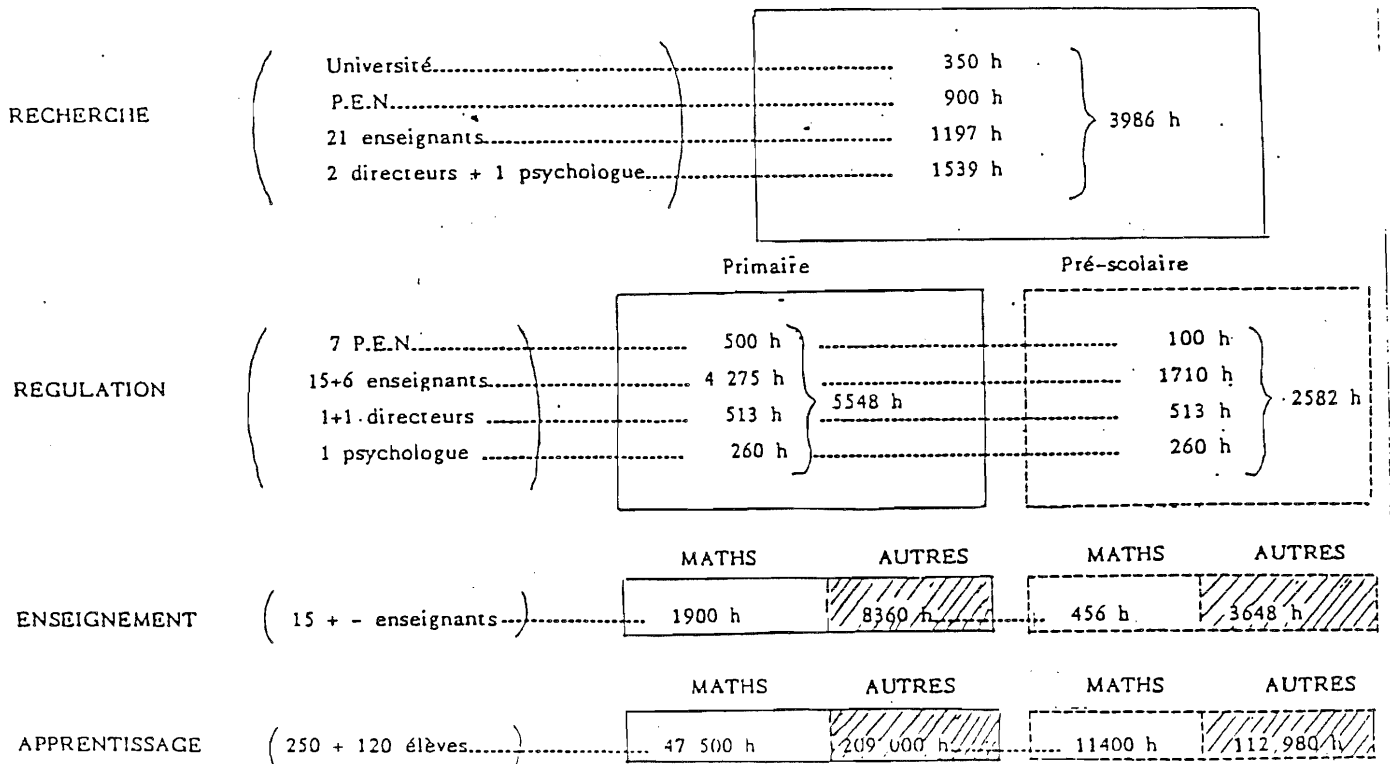 Université 350 h
P.E.N. 900 h
RECHERCHE 3986 h
21 enseignants 1197 h
2 directeurs + 1 psychologue 1539 h
Primaire Pré-scolaire
7 P.E.N. 500 h 100 h
REGULATION 15+6 enseignants 4 275 h 1710 h
5548 h 2582 h
1+1 directeurs 513 h 513 h
1 psychologue 260 h 260 h
MATHS AUTRES MATHS AUTRES
ENSEIGNEMENT ( 15 + - enseignants ) 1900 h 8360 h 456 h 3648 h
MATHS AUTRES MATHS AUTRES
APPRENTISSAGE ( 250 + 120 élèves 47 500 h 209 000 h 11400 h 112 980 h